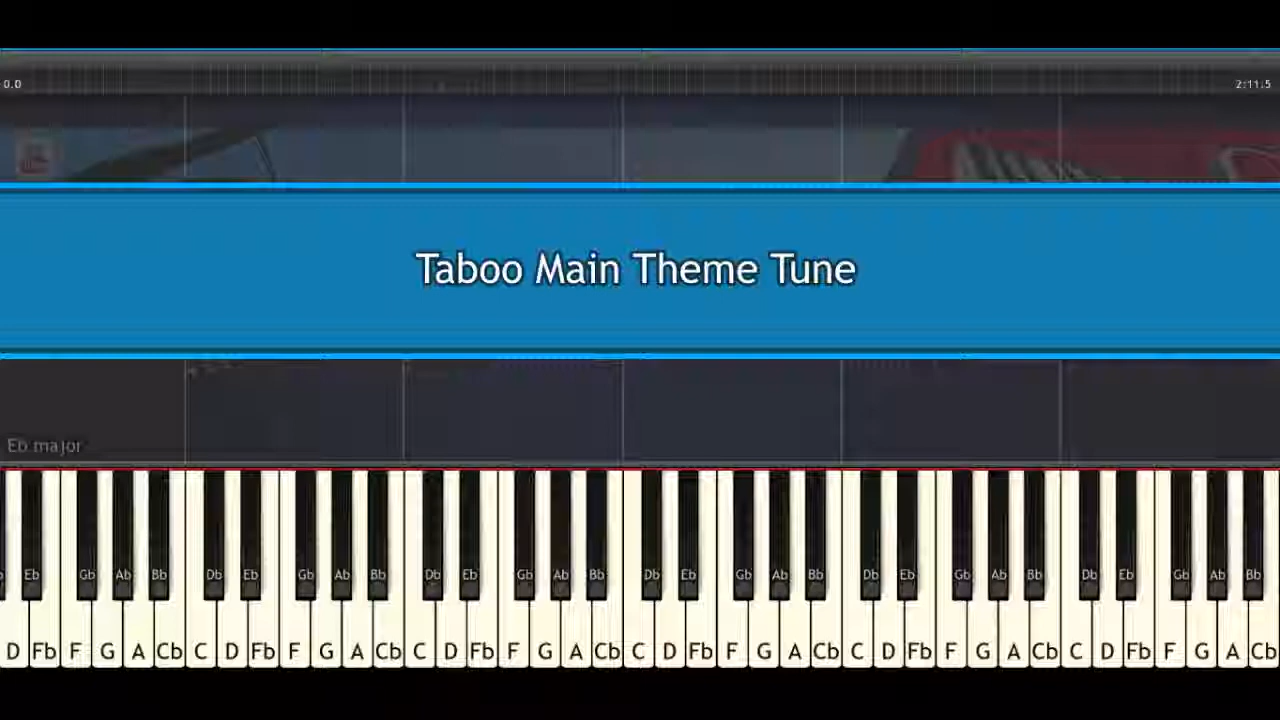 0.0 2:11.5
Taboo Main Theme Tune
Eb major
b Eb Gb Ab Bb Db Eb Gb Ab Bb Db Eb Gb Ab Bb Db Eb Gb Ab Bb Db Eb Gb Ab Bb Db Eb Gb Ab Bb
D Fb F G A Cb C D Fb F G A Cb C D Fb F G A Cb C D Fb F G A Cb C D Fb F G A Cb C D Fb F G A Cb